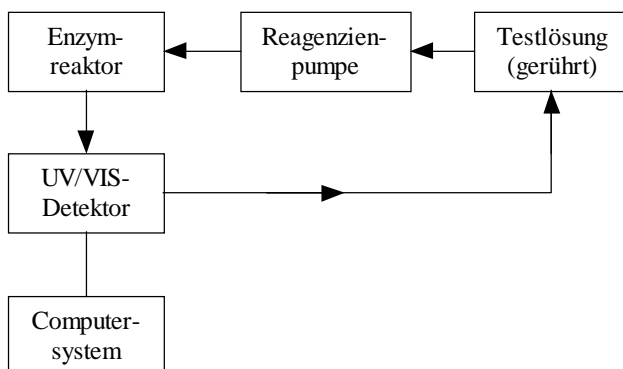 Enzym-
reaktor
Reagenzien-
pumpe
Testlösung
(gerührt)
UV/VIS-
Detektor
Computer-
system